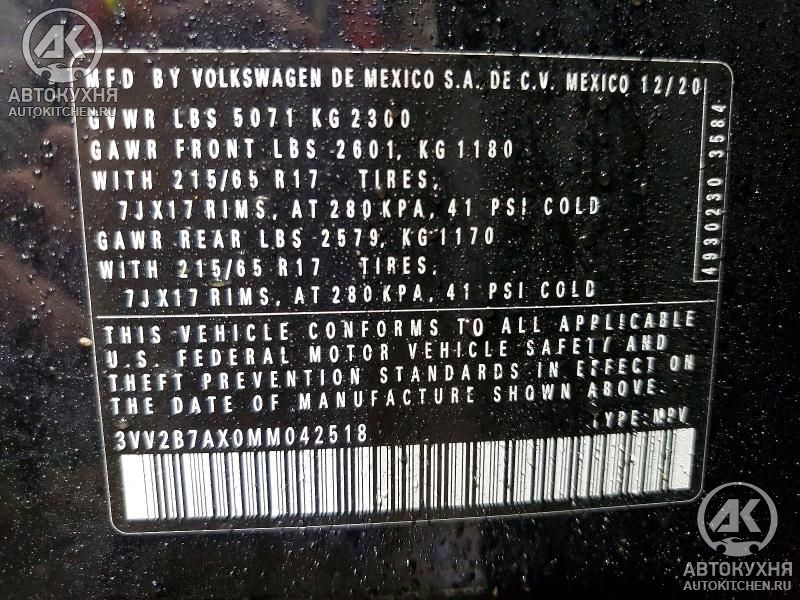 AK
АВТОКУХНЯ
AUTOKITCHEN.RU
MFD BY VOLKSWAGEN DE MEXICO S.A. DE C.V. MEXICO 12/20
GVWR LBS 5071 KG 2300
GAWR FRONT LBS 2601, KG 1180
WITH 215/65 R17 TIRES,
7JX17 RIMS, AT 280 KPA, 41 PSI COLD
GAWR REAR LBS 2579, KG 1170
WITH 215/65 R17 TIRES,
7JX17 RIMS, AT 280 KPA, 41 PSI COLD
4930230 3584
THIS VEHICLE CONFORMS TO ALL APPLICABLE
U.S. FEDERAL MOTOR VEHICLE SAFETY AND
THEFT PREVENTION STANDARDS IN EFFECT ON
THE DATE OF MANUFACTURE SHOWN ABOVE.
3VV2B7AX0MM042518 TYPE: MPV
AK
АВТОКУХНЯ
AUTOKITCHEN.RU